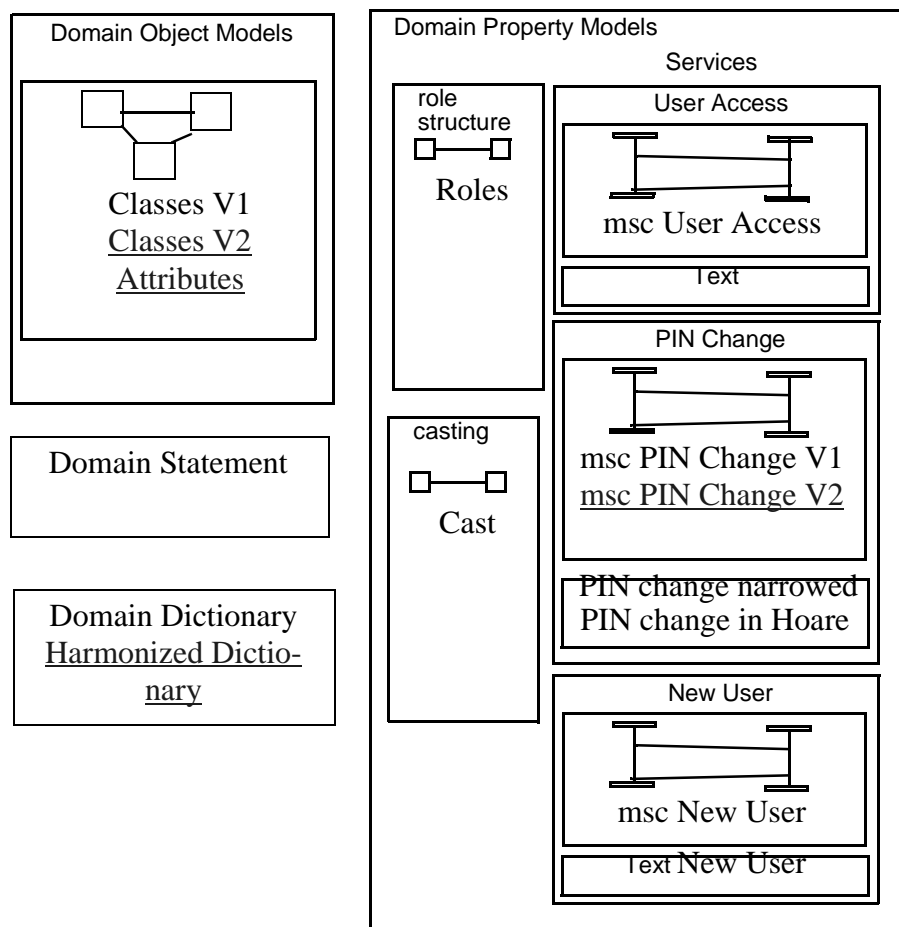 Domain Object Models
Classes V1
Classes V2
Attributes
Domain Statement
Domain Dictionary
Harmonized Dictio-
nary
Domain Property Models
role
structure
Roles
casting
Cast
Services
User Access
msc User Access
Text
PIN Change
msc PIN Change V1
msc PIN Change V2
PIN change narrowed
PIN change in Hoare
New User
msc New User
Text New User